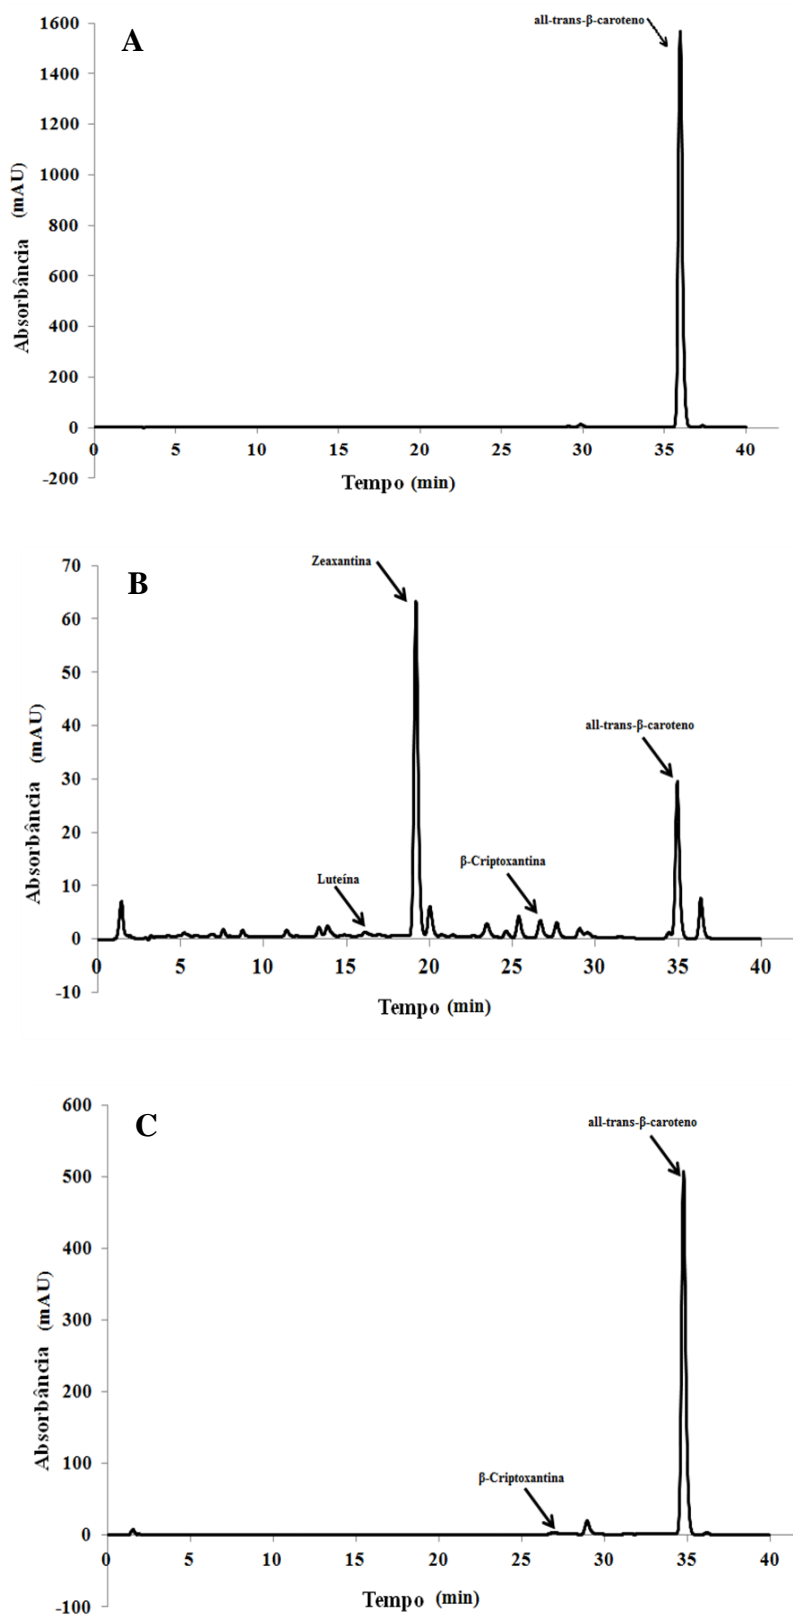 A
all-trans-β-caroteno
1600
1400
1200
1000
800
600
400
200
0
-200
0 5 10 15 20 25 30 35 40
Absorbância (mAU)
Tempo (min)
B
Zeaxantina
all-trans-β-caroteno
β-Criptoxantina
Luteína
70
60
50
40
30
20
10
0
-10
0 5 10 15 20 25 30 35 40
Absorbância (mAU)
Tempo (min)
C
all-trans-β-caroteno
β-Criptoxantina
600
500
400
300
200
100
0
-100
0 5 10 15 20 25 30 35 40
Absorbância (mAU)
Tempo (min)